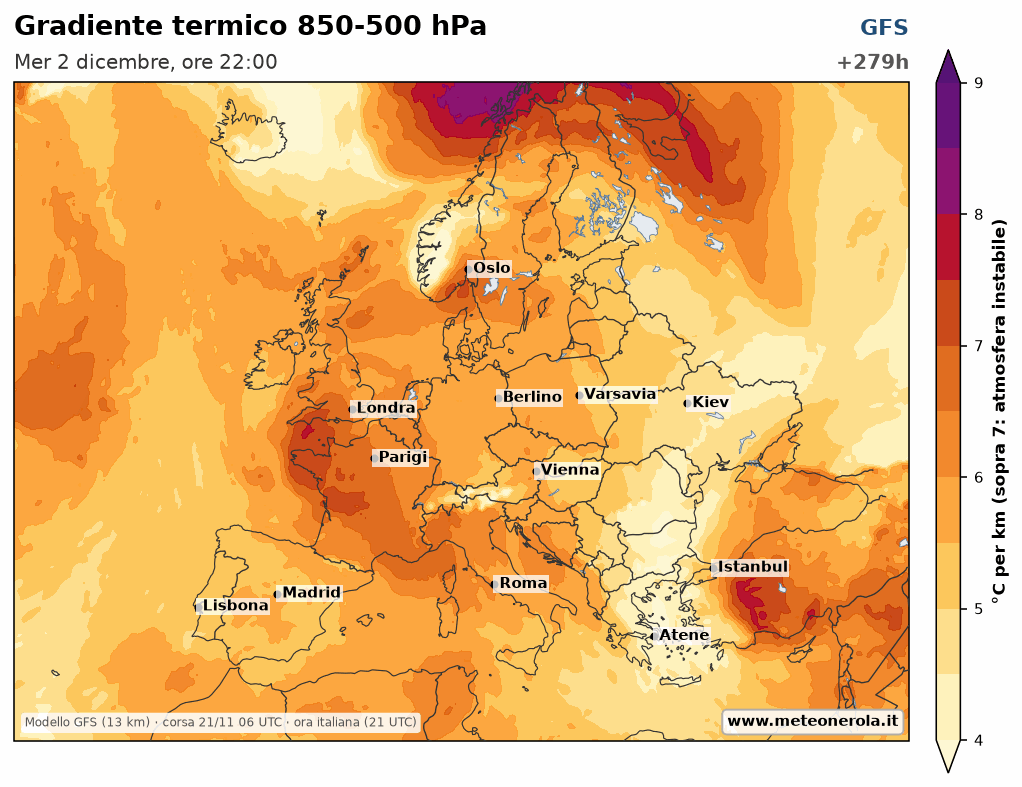 Gradiente termico 850-500 hPa
GFS
Mer 2 dicembre, ore 22:00
+279h
Oslo
Berlino
Varsavia
Kiev
Londra
Parigi
Vienna
Istanbul
Roma
Madrid
Lisbona
Atene
Modello GFS (13 km) · corsa 21/11 06 UTC · ora italiana (21 UTC)
www.meteonerola.it
9
8
7
6
5
4
°C per km (sopra 7: atmosfera instabile)